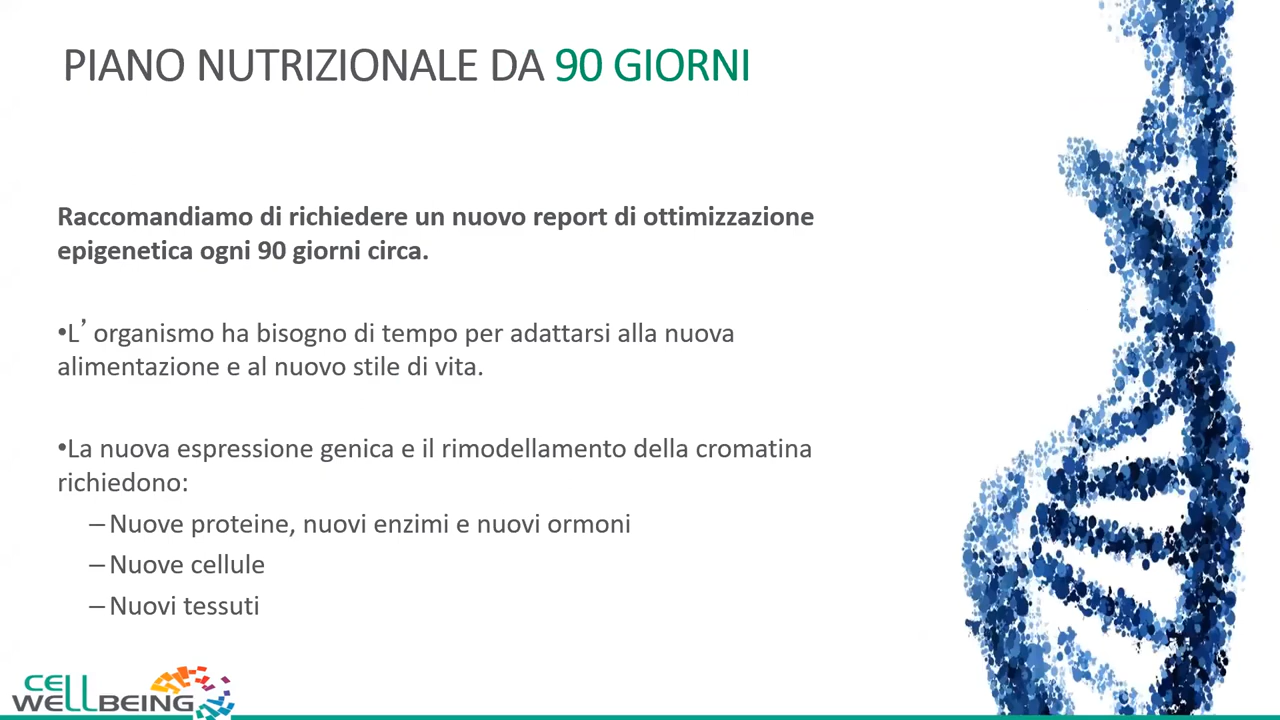 PIANO NUTRIZIONALE DA 90 GIORNI
Raccomandiamo di richiedere un nuovo report di ottimizzazione
epigenetica ogni 90 giorni circa.
•L’ organismo ha bisogno di tempo per adattarsi alla nuova
alimentazione e al nuovo stile di vita.
•La nuova espressione genica e il rimodellamento della cromatina
richiedono:
–Nuove proteine, nuovi enzimi e nuovi ormoni
–Nuove cellule
–Nuovi tessuti
CELL
WELLBEING